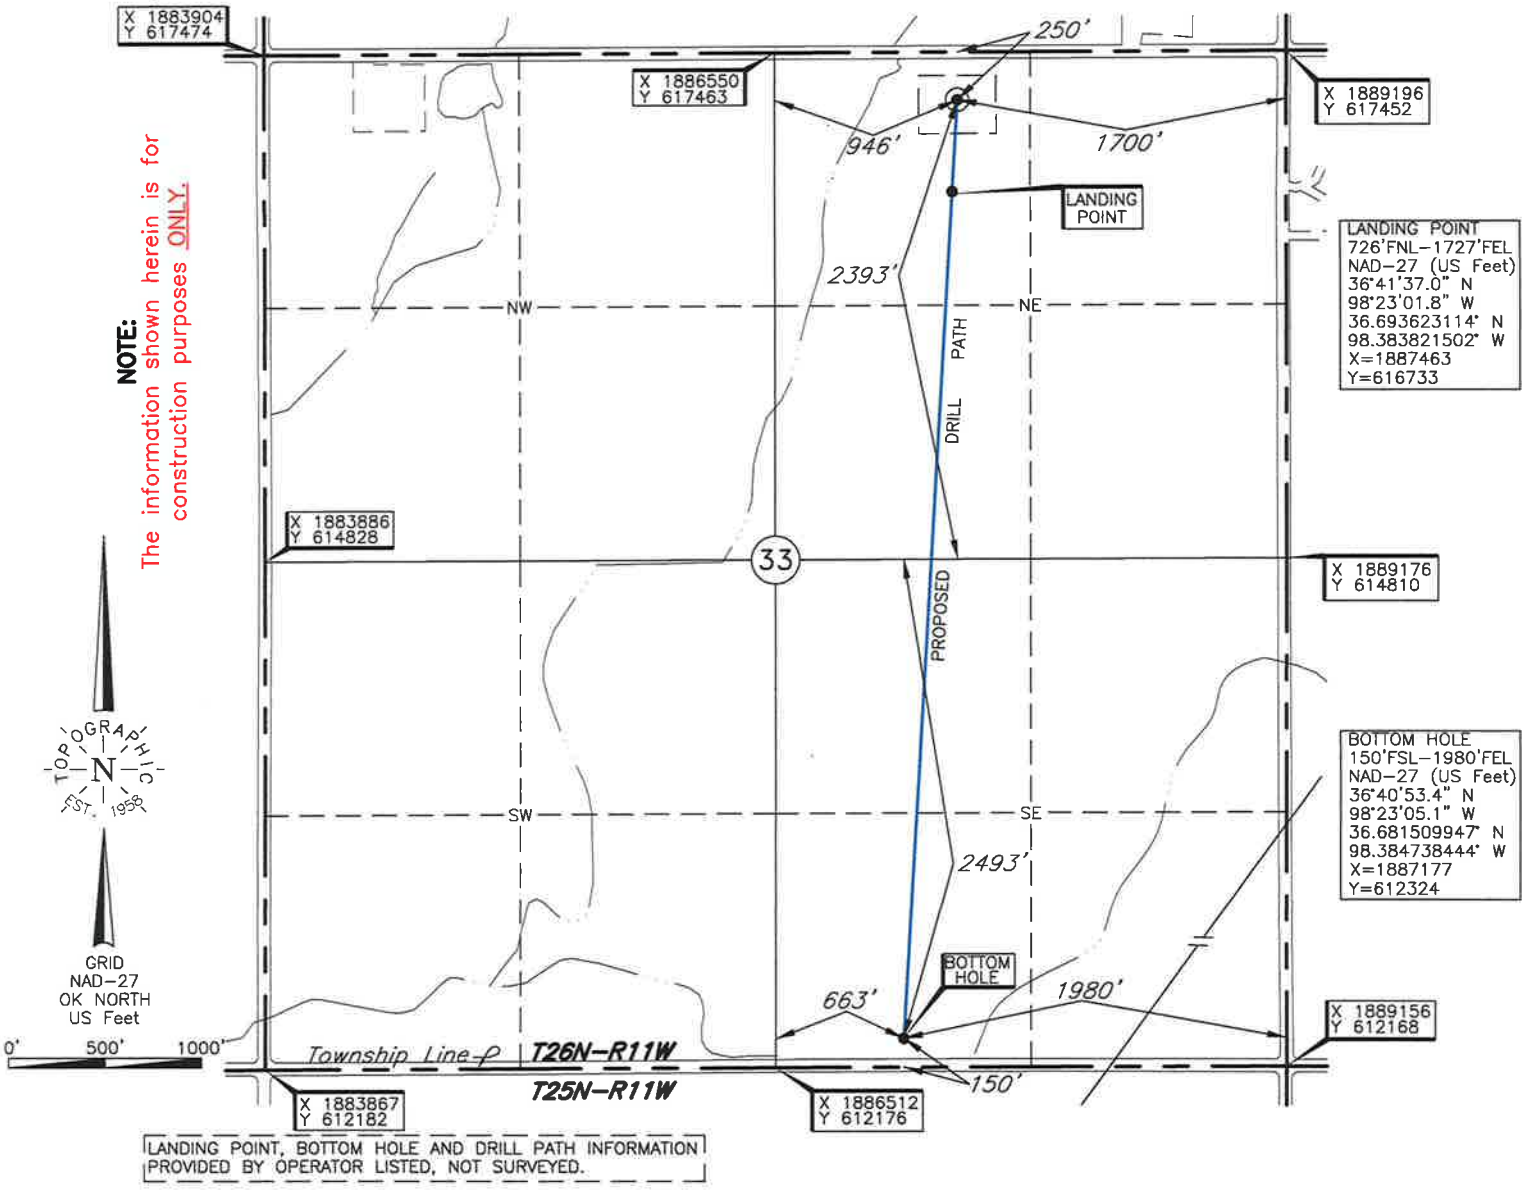 X 1883904
Y 617474
250'
X 1886550
Y 617463
X 1889196
Y 617452
946'
1700'
LANDING
POINT
NOTE:
The information shown herein is for
construction purposes ONLY.
LANDING POINT
726'FNL-1727'FEL
NAD-27 (US Feet)
36°41'37.0" N
98°23'01.8" W
36.693623114° N
98.383821502° W
X=1887463
Y=616733
2393'
NW
NE
PROPOSED DRILL PATH
X 1883886
Y 614828
33
X 1889176
Y 614810
TOPOGRAPHIC
N
EST. 1958
SW
SE
BOTTOM HOLE
150'FSL-1980'FEL
NAD-27 (US Feet)
36°40'53.4" N
98°23'05.1" W
36.681509947° N
98.384738444° W
X=1887177
Y=612324
2493'
GRID
NAD-27
OK NORTH
US Feet
BOTTOM
HOLE
663'
1980'
X 1889156
Y 612168
0' 500' 1000'
Township Line
T26N-R11W
T25N-R11W
150'
X 1883867
Y 612182
X 1886512
Y 612176
LANDING POINT, BOTTOM HOLE AND DRILL PATH INFORMATION
PROVIDED BY OPERATOR LISTED, NOT SURVEYED.